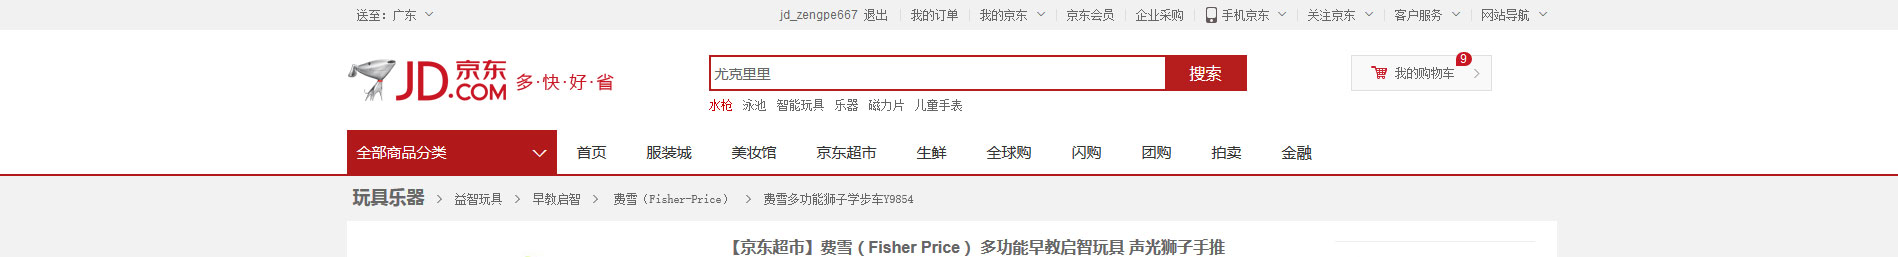 送至：广东 jd_zengpe667 退出 我的订单 我的京东 京东会员 企业采购 手机京东 关注京东 客户服务 网站导航
JD.COM 京东 多·快·好·省
尤克里里 搜索
9
我的购物车
水枪 泳池 智能玩具 乐器 磁力片 儿童手表
全部商品分类 首页 服装城 美妆馆 京东超市 生鲜 全球购 闪购 团购 拍卖 金融
玩具乐器 > 益智玩具 > 早教启智 > 费雪（Fisher-Price） > 费雪多功能狮子学步车Y9854
【京东超市】费雪（Fisher Price） 多功能早教启智玩具 声光狮子手推